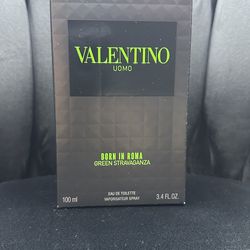 VALENTINO
UOMO
BORN IN ROMA
GREEN STRAVAGANZA
EAU DE TOILETTE
VAPORISATEUR SPRAY
100 ml
3.4 FL. OZ.